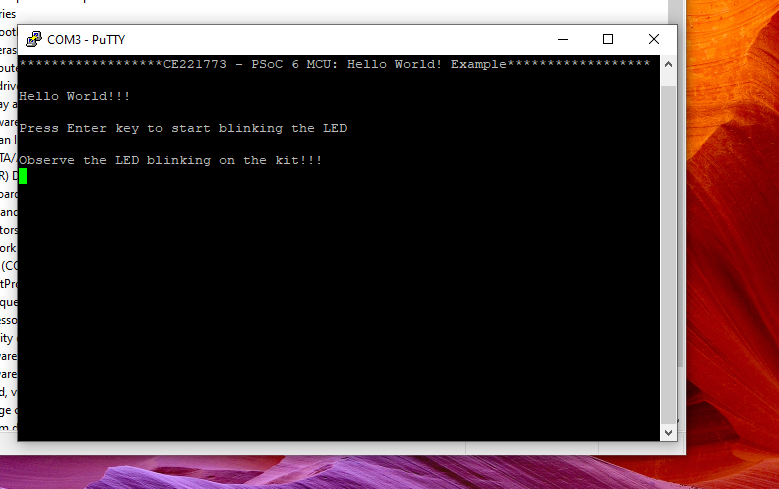 COM3 - PuTTY
******************CE221773 - PSoC 6 MCU: Hello World! Example******************
Hello World!!!
Press Enter key to start blinking the LED
Observe the LED blinking on the kit!!!